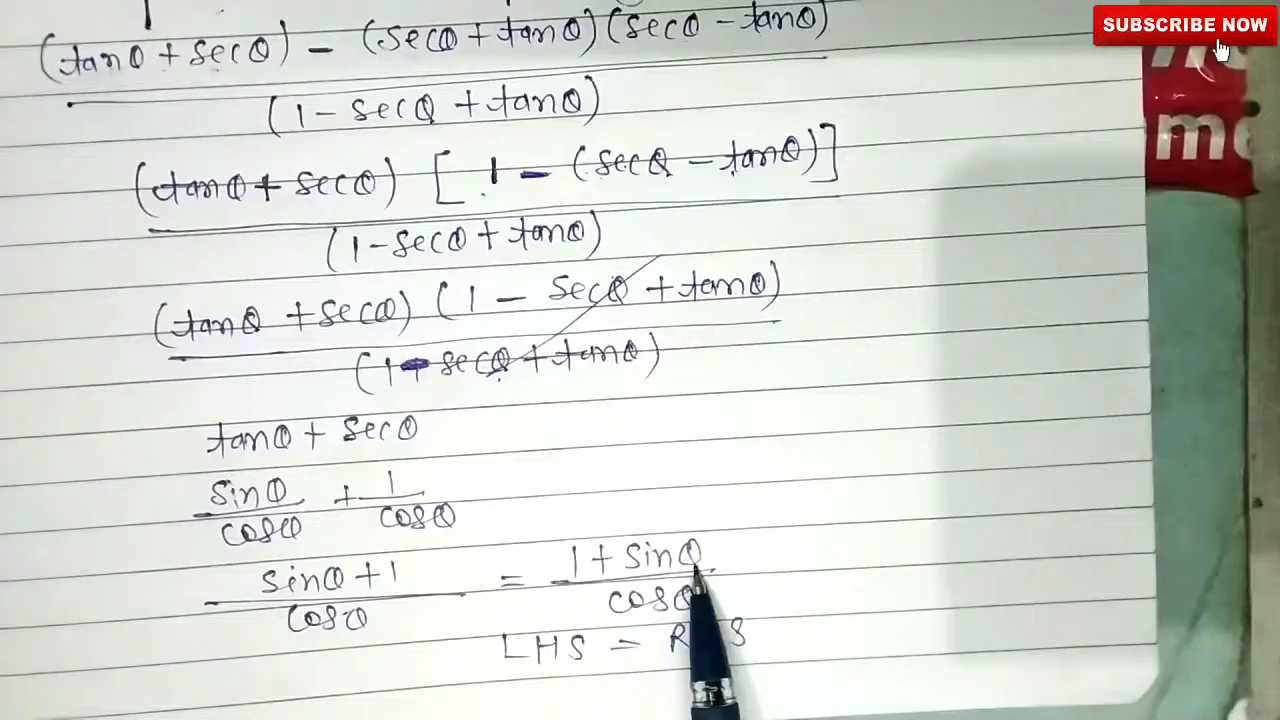 SUBSCRIBE NOW
(tanθ + secθ) - (secθ + tanθ)(secθ - tanθ)
(1 - secθ + tanθ)
(tanθ + secθ) [ 1 - (secθ - tanθ)]
(1 - secθ + tanθ)
(tanθ + secθ) (1 - secθ + tanθ)
(1 - secθ + tanθ)
tanθ + secθ
sinθ + 1
cosθ cosθ
sinθ + 1 = 1 + sinθ
cosθ cosθ
LHS = R S